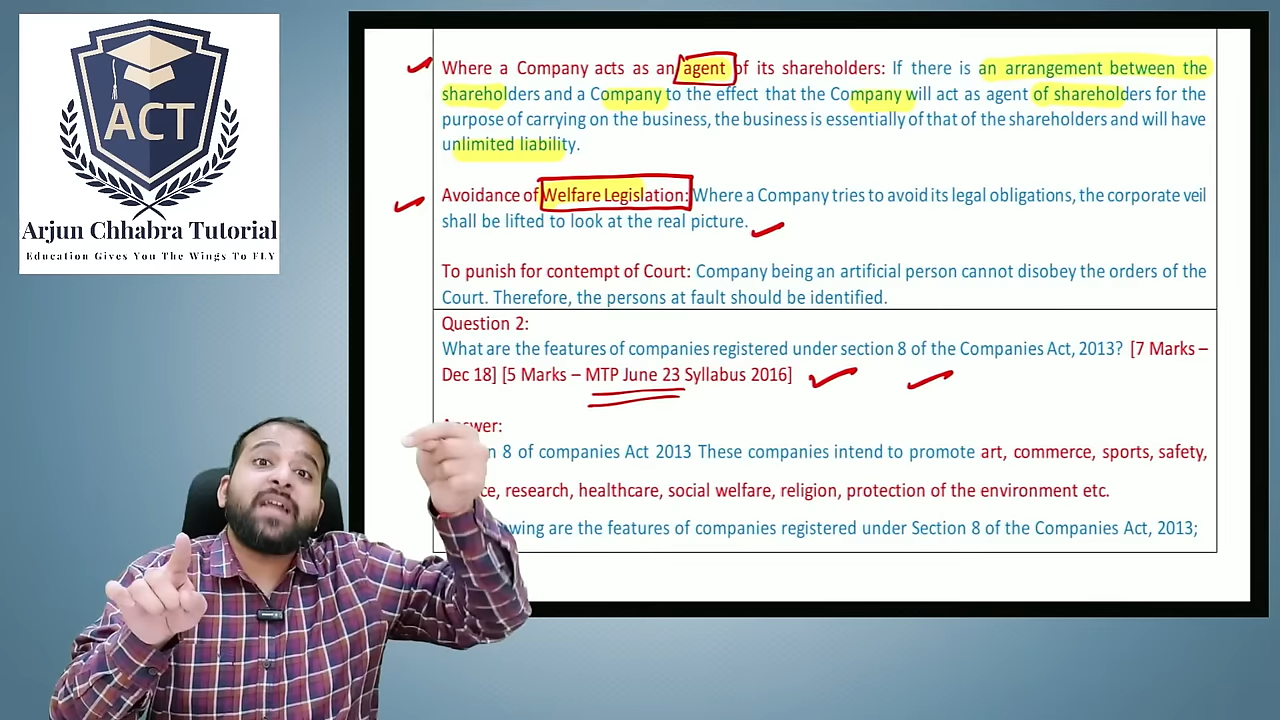 ACT
Arjun Chhabra Tutorial
Education Gives You The Wings To FLY
Where a Company acts as an agent of its shareholders: If there is an arrangement between the
shareholders and a Company to the effect that the Company will act as agent of shareholders for the
purpose of carrying on the business, the business is essentially of that of the shareholders and will have
unlimited liability.
Avoidance of Welfare Legislation: Where a Company tries to avoid its legal obligations, the corporate veil
shall be lifted to look at the real picture.
To punish for contempt of Court: Company being an artificial person cannot disobey the orders of the
Court. Therefore, the persons at fault should be identified.
Question 2:
What are the features of companies registered under section 8 of the Companies Act, 2013? [7 Marks –
Dec 18] [5 Marks – MTP June 23 Syllabus 2016]
8 of companies Act 2013 These companies intend to promote art, commerce, sports, safety,
research, healthcare, social welfare, religion, protection of the environment etc.
are the features of companies registered under Section 8 of the Companies Act, 2013;